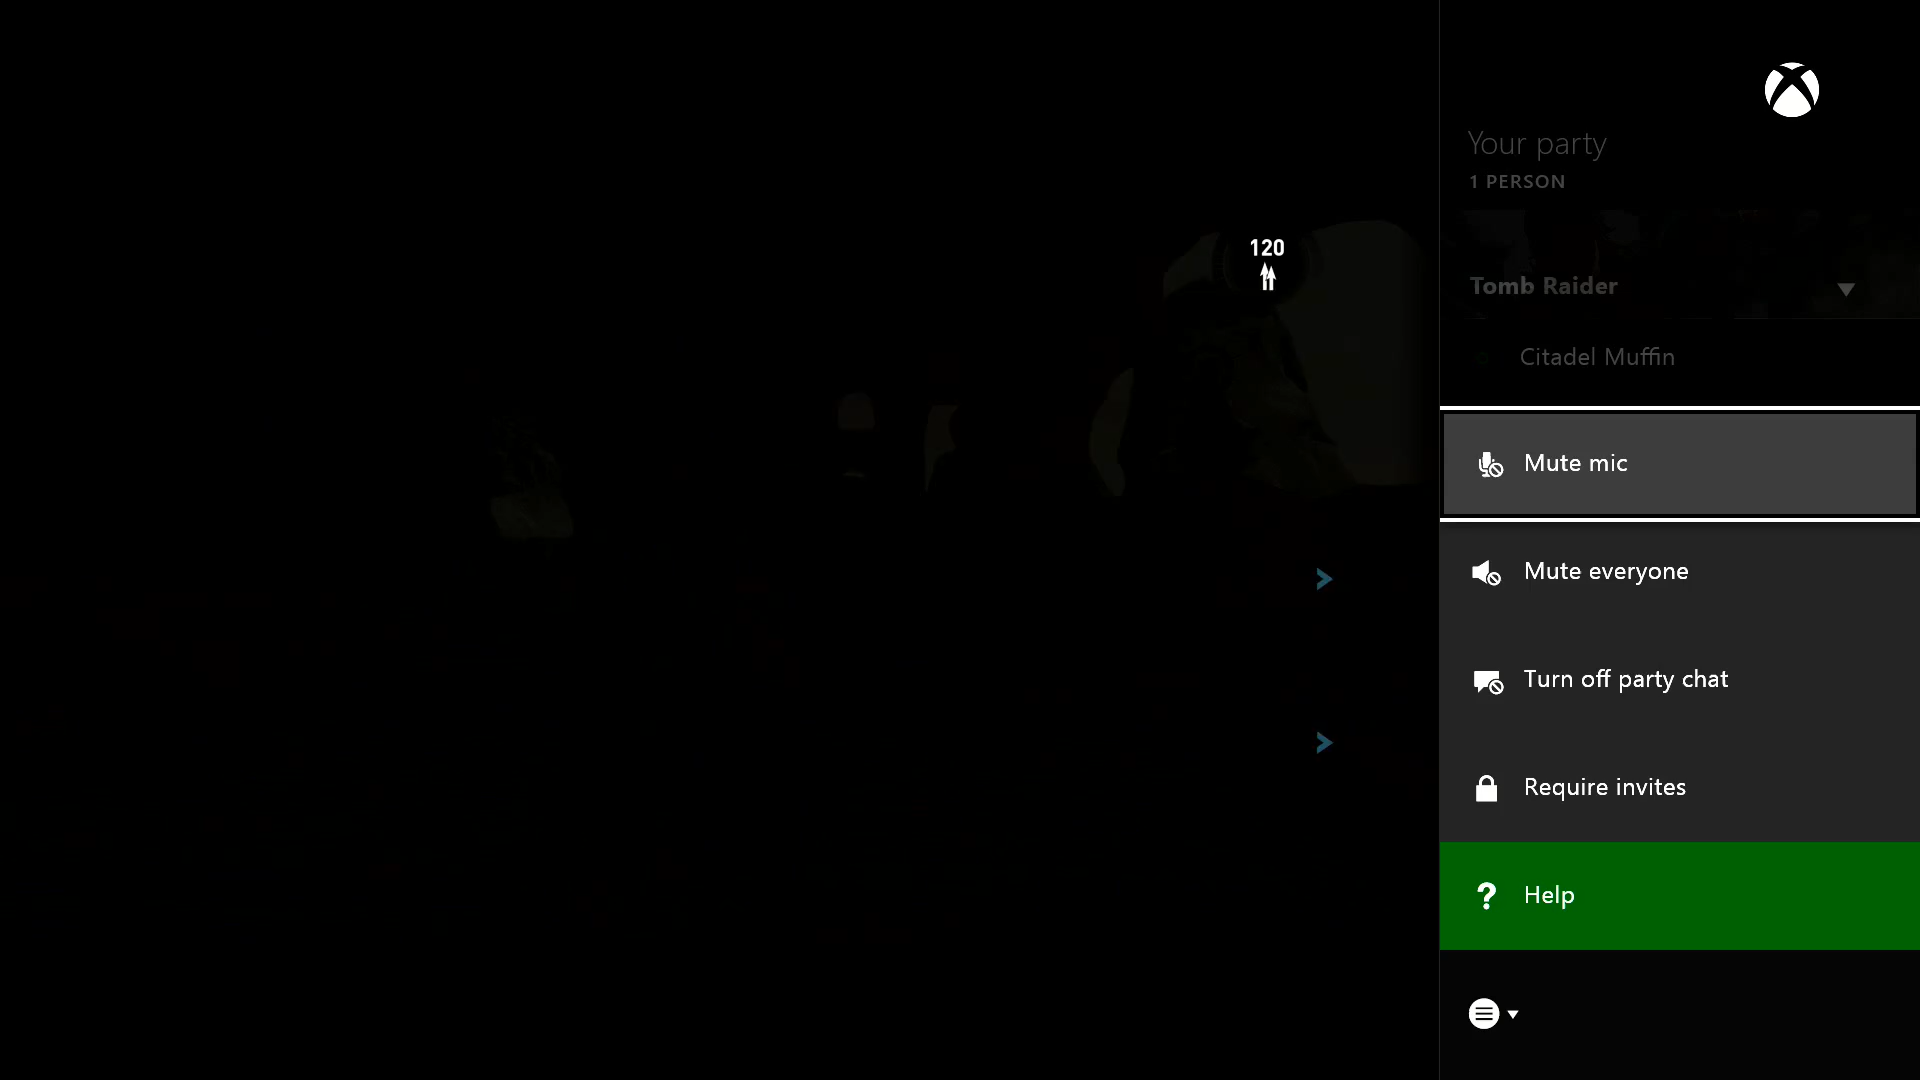 Your party
1 PERSON
120
Tomb Raider
Citadel Muffin
Mute mic
Mute everyone
Turn off party chat
Require invites
Help